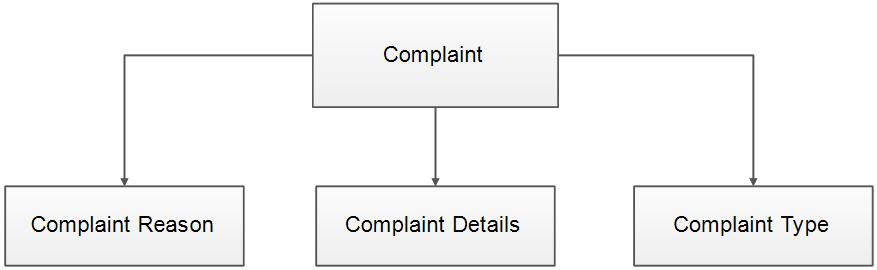 Complaint
Complaint Reason
Complaint Details
Complaint Type